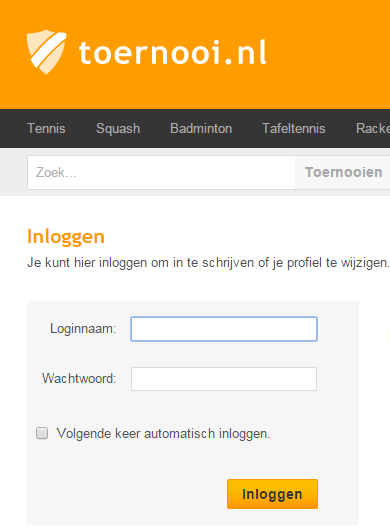 toernooi.nl
Tennis Squash Badminton Tafeltennis
Zoek... Toernooien
Inloggen
Je kunt hier inloggen om in te schrijven of je profiel te wijzigen.
Loginnaam:
Wachtwoord:
Volgende keer automatisch inloggen.
Inloggen